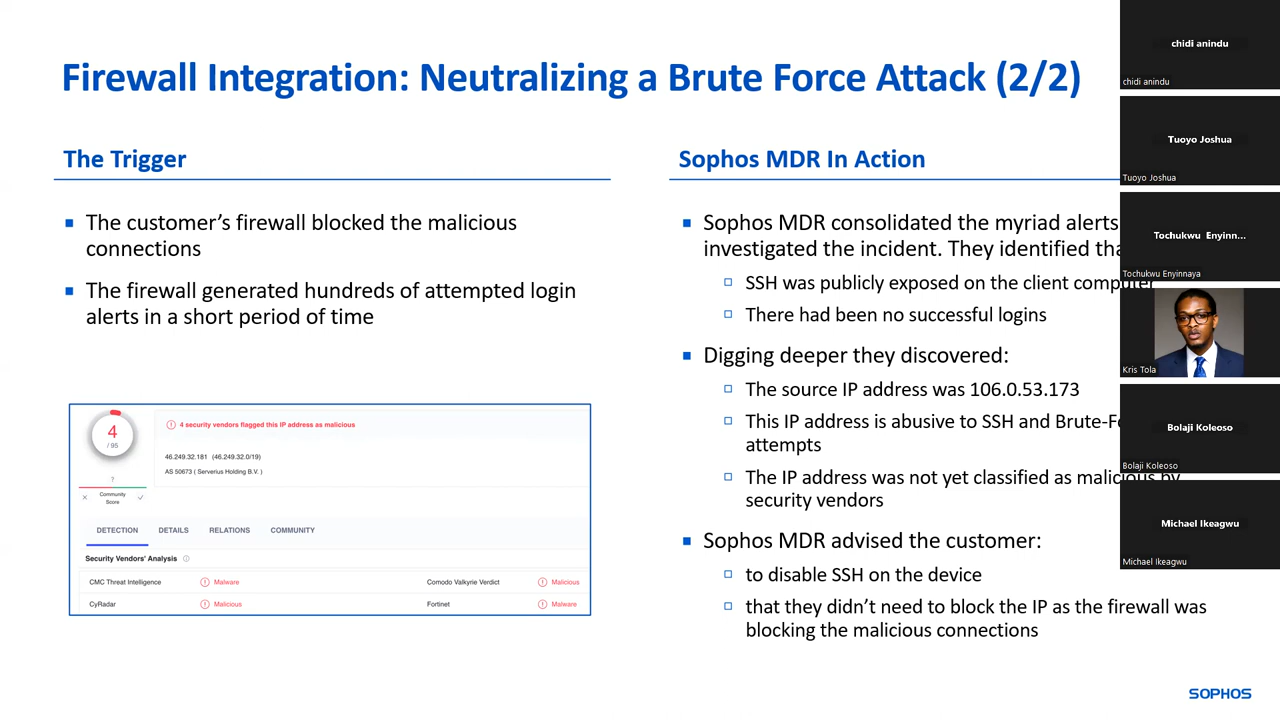 Firewall Integration: Neutralizing a Brute Force Attack (2/2)
The Trigger
The customer’s firewall blocked the malicious
connections
The firewall generated hundreds of attempted login
alerts in a short period of time
4
/ 95
?
Community
Score
4 security vendors flagged this IP address as malicious
46.249.32.181 (46.249.32.0/19)
AS 50673 ( Serverius Holding B.V. )
DETECTION DETAILS RELATIONS COMMUNITY
Security Vendors' Analysis
CMC Threat Intelligence Malware Comodo Valkyrie Verdict Malicious
CyRadar Malicious Fortinet Malware
Sophos MDR In Action
Sophos MDR consolidated the myriad alerts
investigated the incident. They identified
SSH was publicly exposed on the client computer
There had been no successful logins
Digging deeper they discovered:
The source IP address was 106.0.53.173
This IP address is abusive to SSH and
attempts
The IP address was not yet classified as malicious by
security vendors
Sophos MDR advised the customer:
to disable SSH on the device
that they didn’t need to block the IP as the firewall was
blocking the malicious connections
SOPHOS
chidi anindu
chidi anindu
Tuoyo Joshua
Tuoyo Joshua
Tochukwu Enyinn...
Tochukwu Enyinnaya
Kris Tola
Bolaji Koleoso
Bolaji Koleoso
Michael Ikeagwu
Michael Ikeagwu